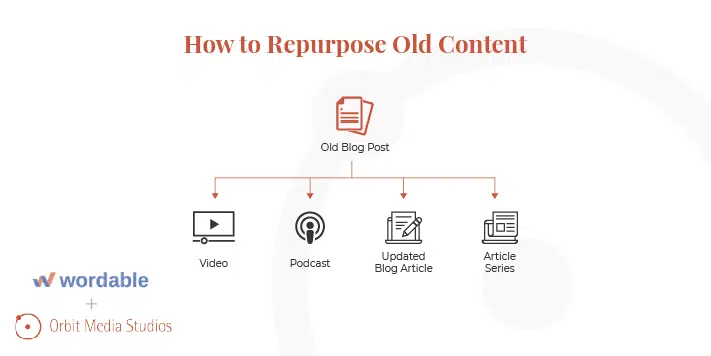 How to Repurpose Old Content
Old Blog Post
Video
Podcast
Updated
Blog Article
Article
Series
wordable
+
Orbit Media Studios